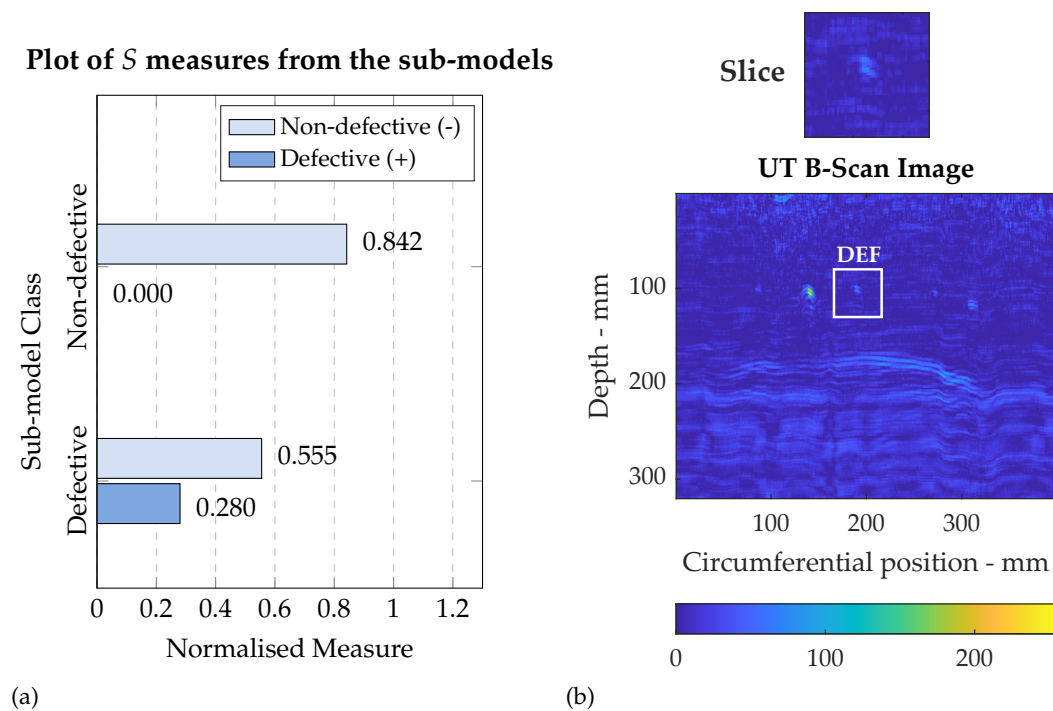 Plot of S measures from the sub-models
Non-defective (-)
Defective (+)
Sub-model Class
Non-defective
Defective
0.842
0.000
0.555
0.280
0 0.2 0.4 0.6 0.8 1 1.2
Normalised Measure
(a)
Slice
UT B-Scan Image
DEF
Depth - mm
100
200
300
100 200 300
Circumferential position - mm
0 100 200
(b)